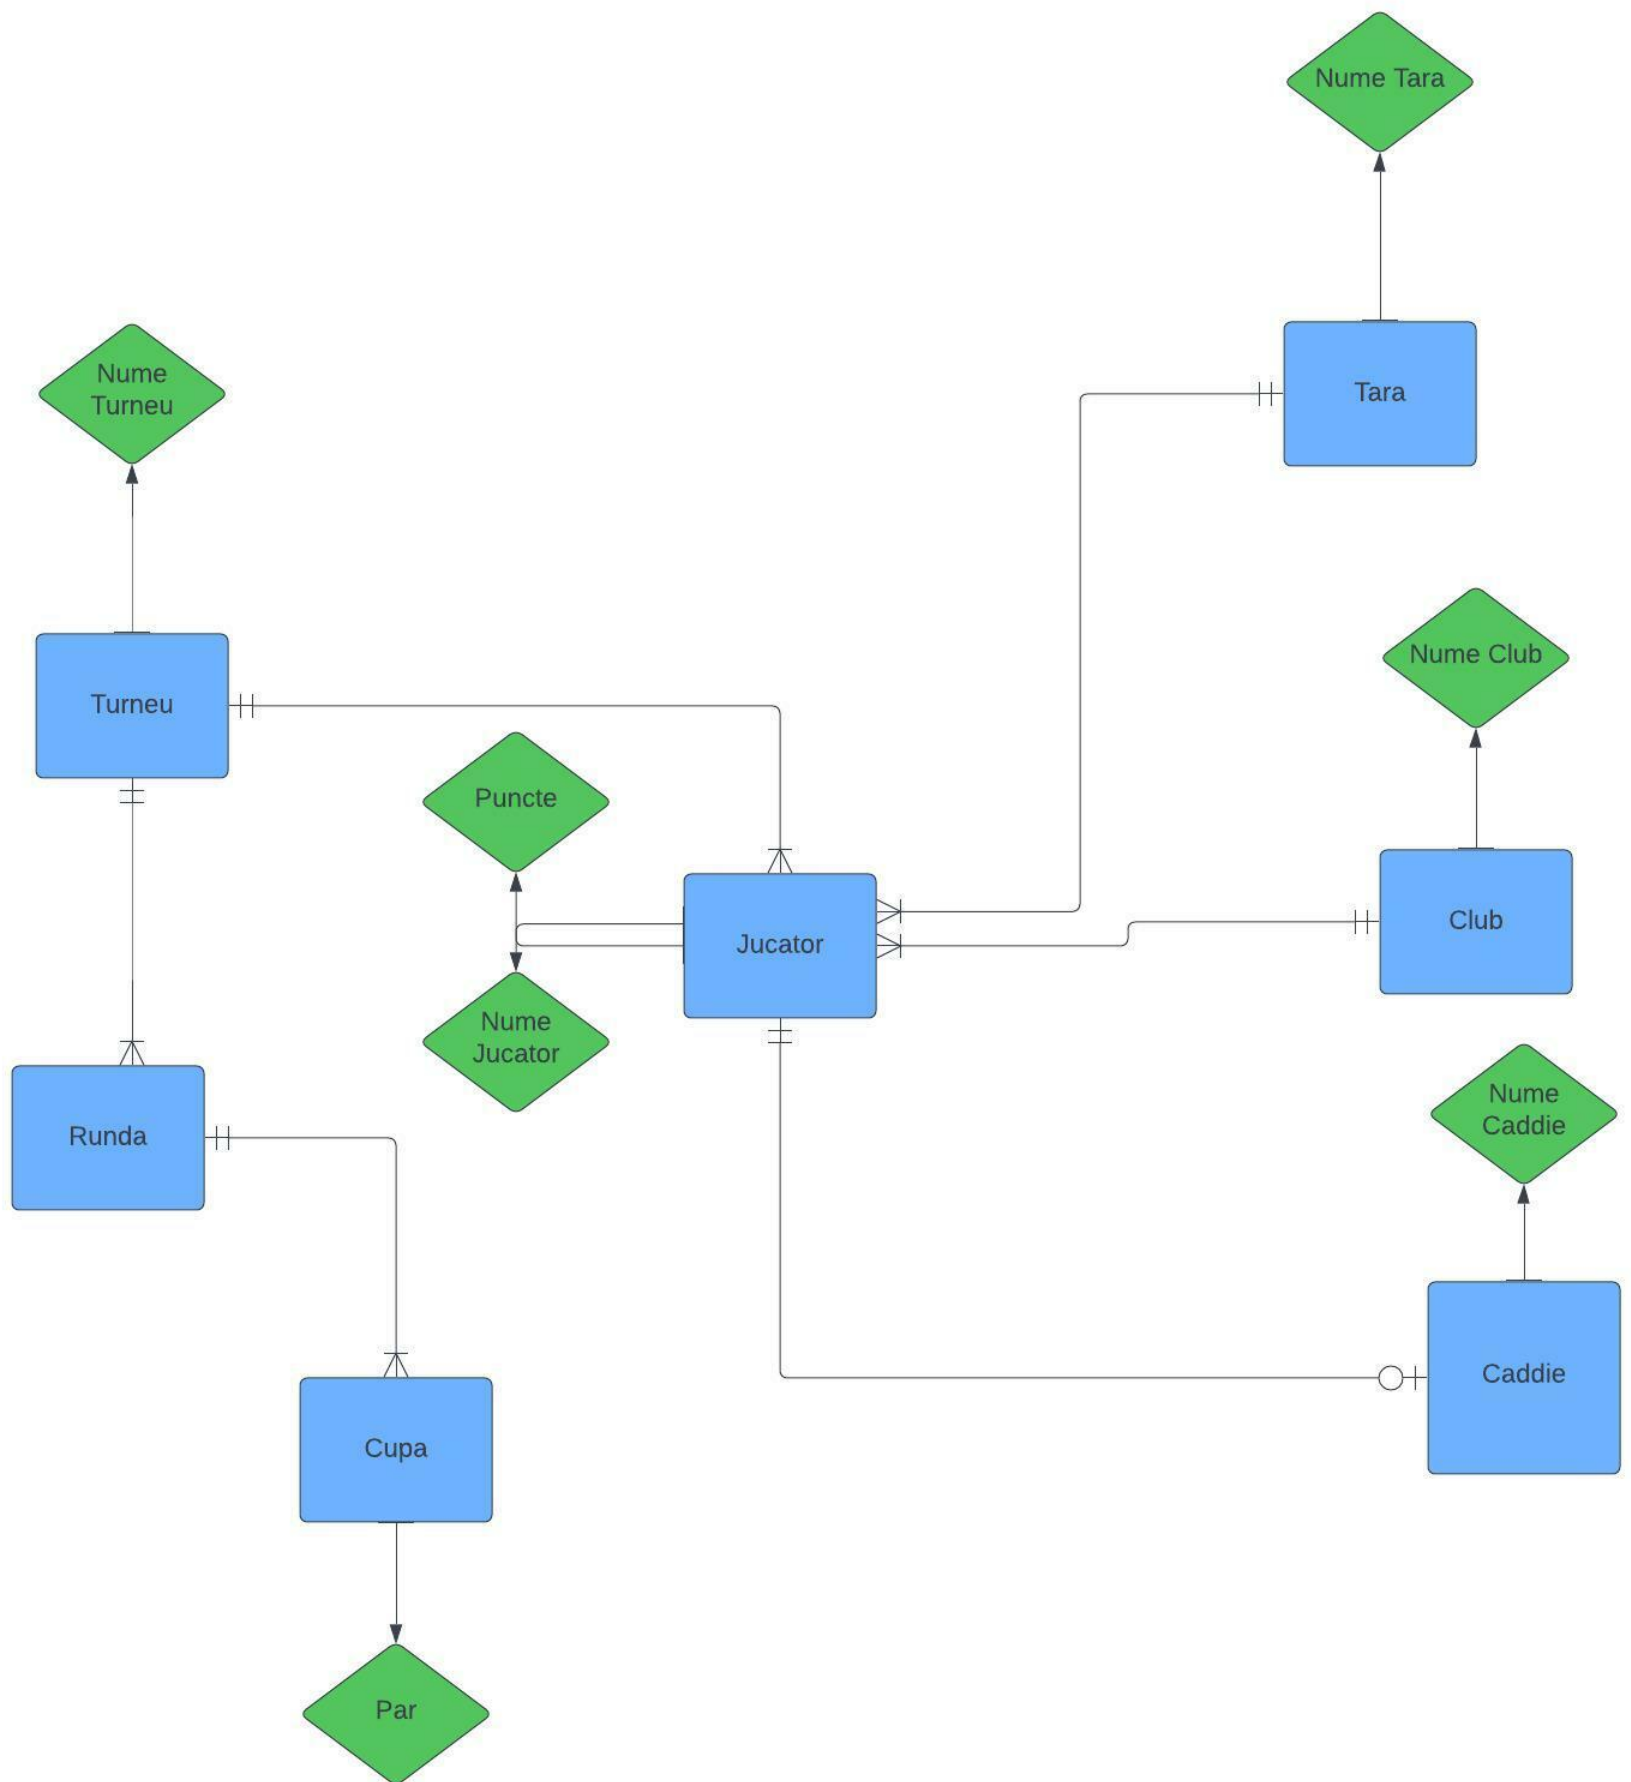 Nume Tara
Nume
Turneu
Tara
Nume Club
Turneu
Puncte
Club
Jucator
Nume
Jucator
Nume
Caddie
Runda
Caddie
Cupa
Par